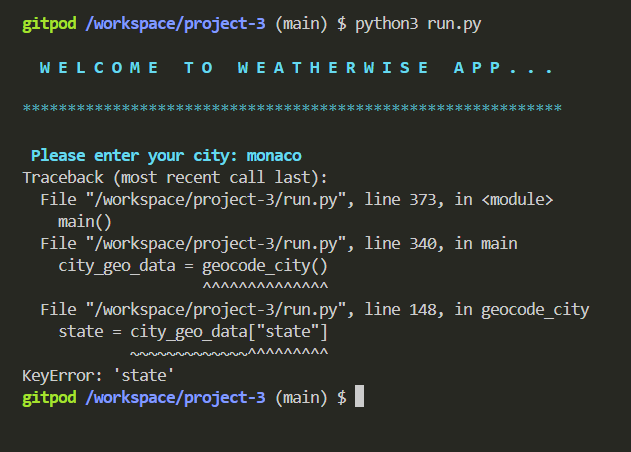 gitpod /workspace/project-3 (main) $ python3 run.py
W E L C O M E   T O   W E A T H E R W I S E   A P P . . .
************************************************************
Please enter your city: monaco
Traceback (most recent call last):
  File "/workspace/project-3/run.py", line 373, in <module>
    main()
  File "/workspace/project-3/run.py", line 340, in main
    city_geo_data = geocode_city()
                    ^^^^^^^^^^^^^^
  File "/workspace/project-3/run.py", line 148, in geocode_city
    state = city_geo_data["state"]
            ~~~~~~~~~~~~~^^^^^^^^^
KeyError: 'state'
gitpod /workspace/project-3 (main) $